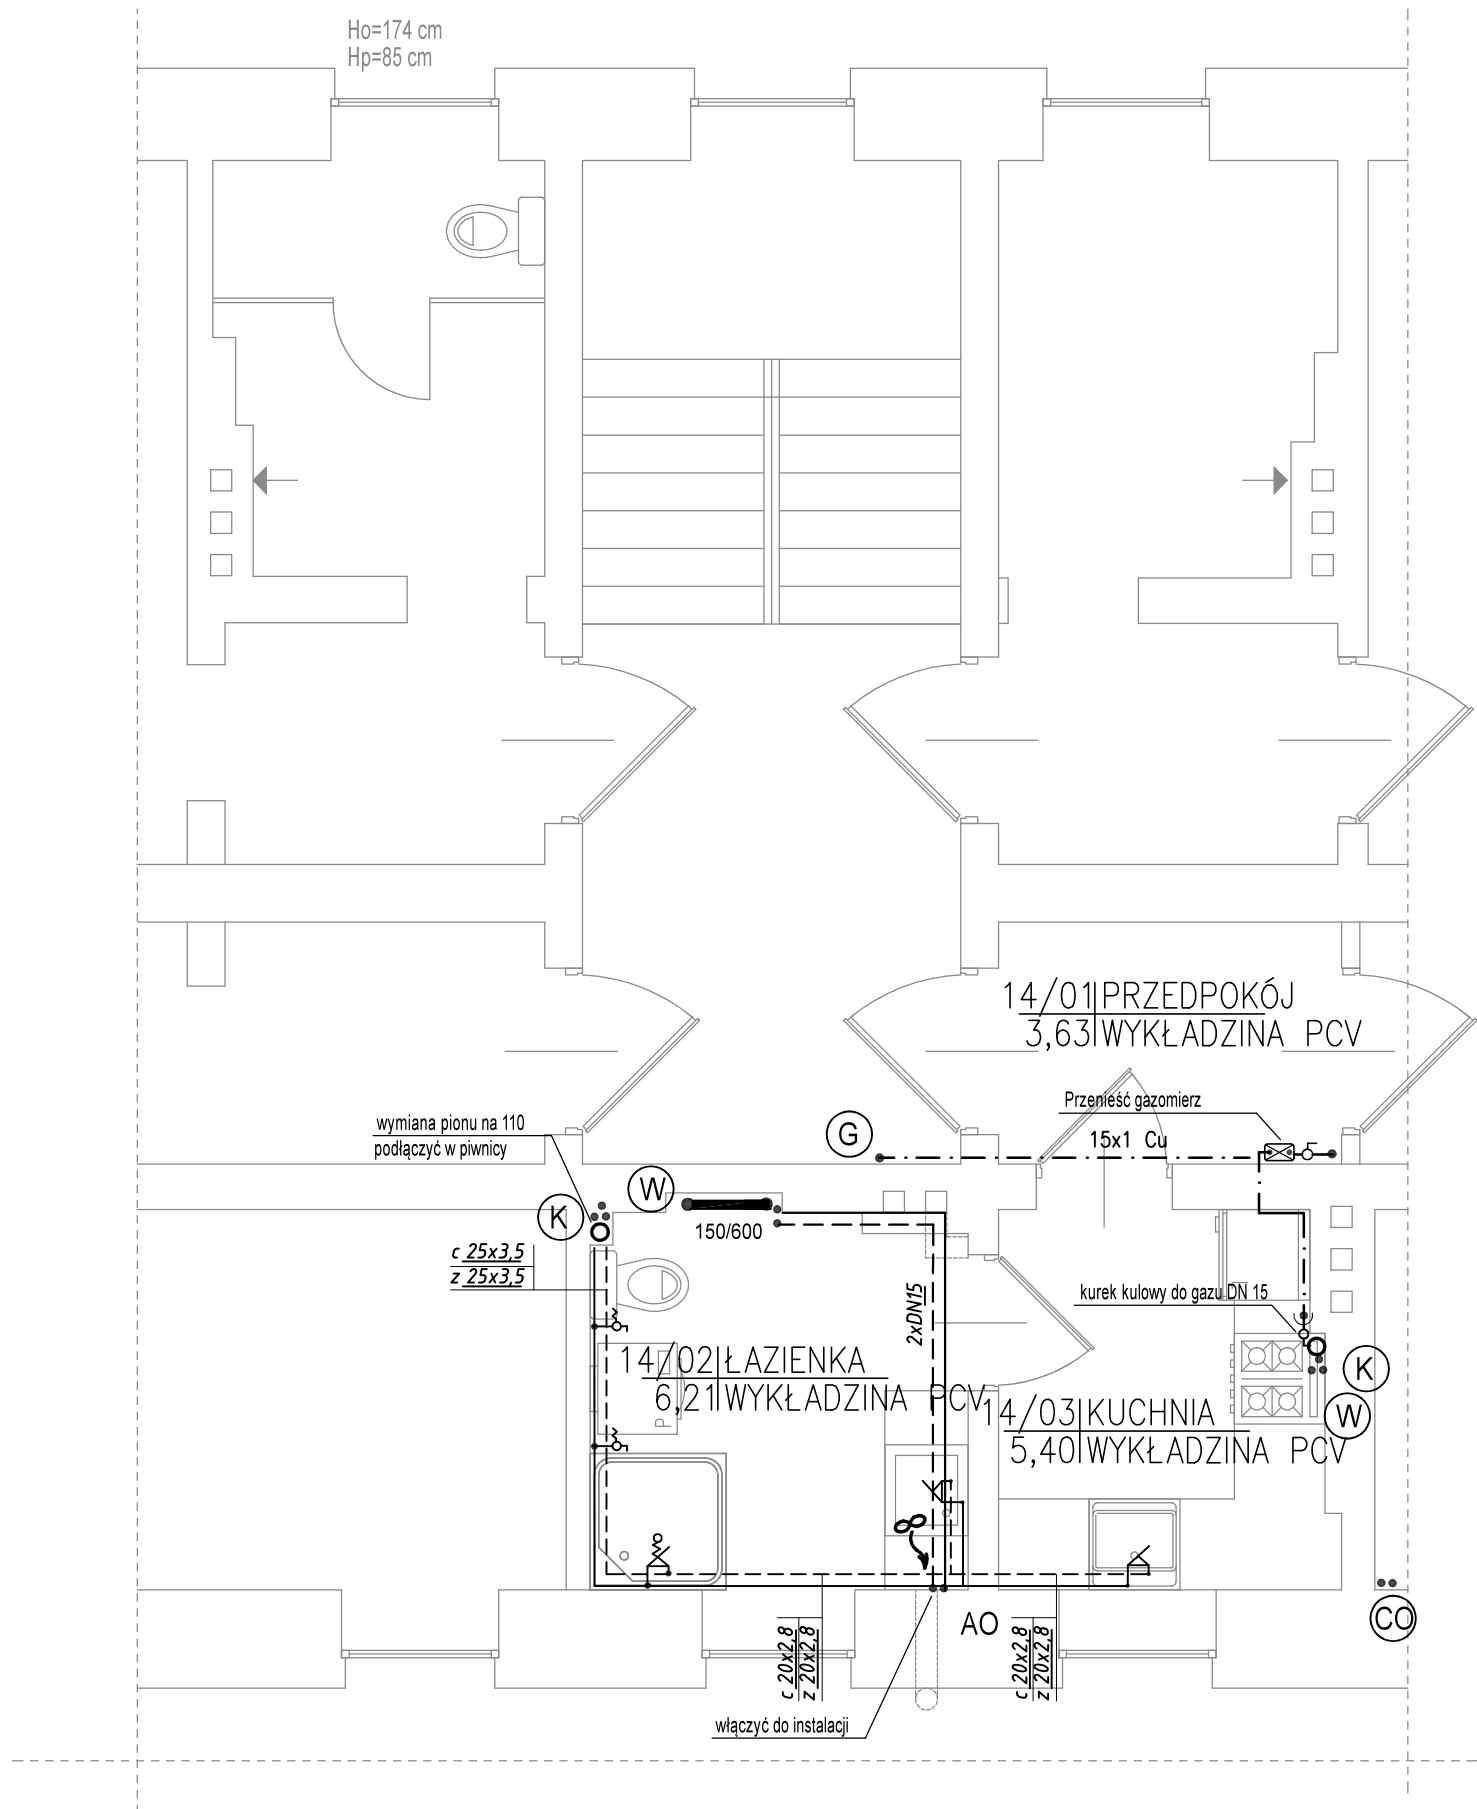 Ho=174 cm
Hp=85 cm
14/01 PRZEDPOKÓJ
3,63 WYKŁADZINA PCV
Przenieść gazomierz
wymiana pionu na 110
podłączyć w piwnicy
G
15x1 Cu
W
K
150/600
c 25x3,5
z 25x3,5
kurek kulowy do gazu DN 15
2xDN15
14/02 ŁAZIENKA
6,21 WYKŁADZINA PCV
P
K
W
14/03 KUCHNIA
5,40 WYKŁADZINA PCV
AO
CO
c 20x2,8
z 20x2,8
c 20x2,8
z 20x2,8
włączyć do instalacji